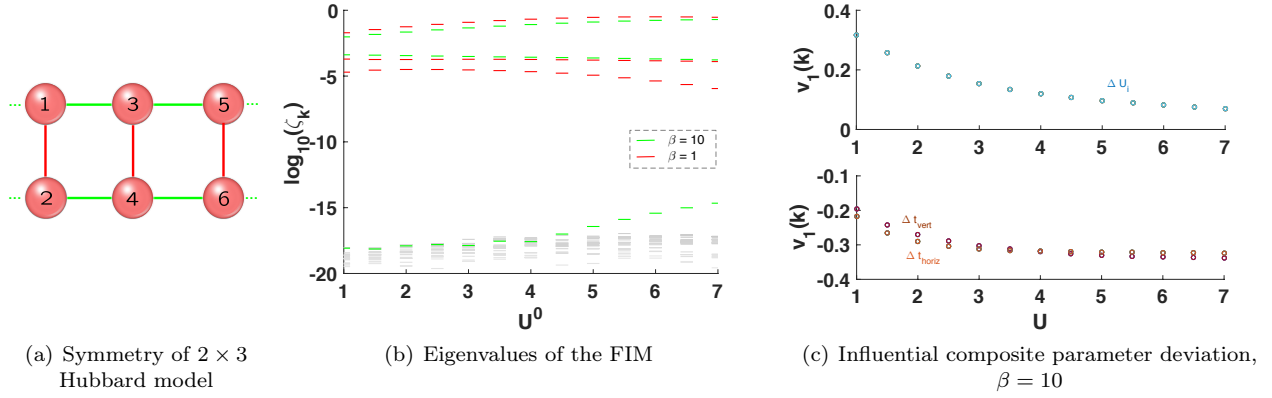 1
3
5
2
4
6
(a) Symmetry of 2 × 3
Hubbard model
0
-5
-10
-15
-20
log₁₀(ζₖ)
β = 10
β = 1
1
2
3
4
5
6
7
U⁰
(b) Eigenvalues of the FIM
0.4
0.2
0
v₁(k)
Δ Uᵢ
1
2
3
4
5
6
7
-0.1
-0.2
-0.3
-0.4
v₁(k)
Δ t_vert
Δ t_horiz
1
2
3
4
5
6
7
U
(c) Influential composite parameter deviation,
β = 10